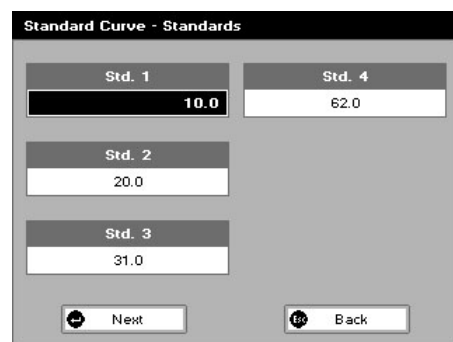 Standard Curve - Standards
Std. 1
10.0
Std. 4
62.0
Std. 2
20.0
Std. 3
31.0
Next
Esc Back